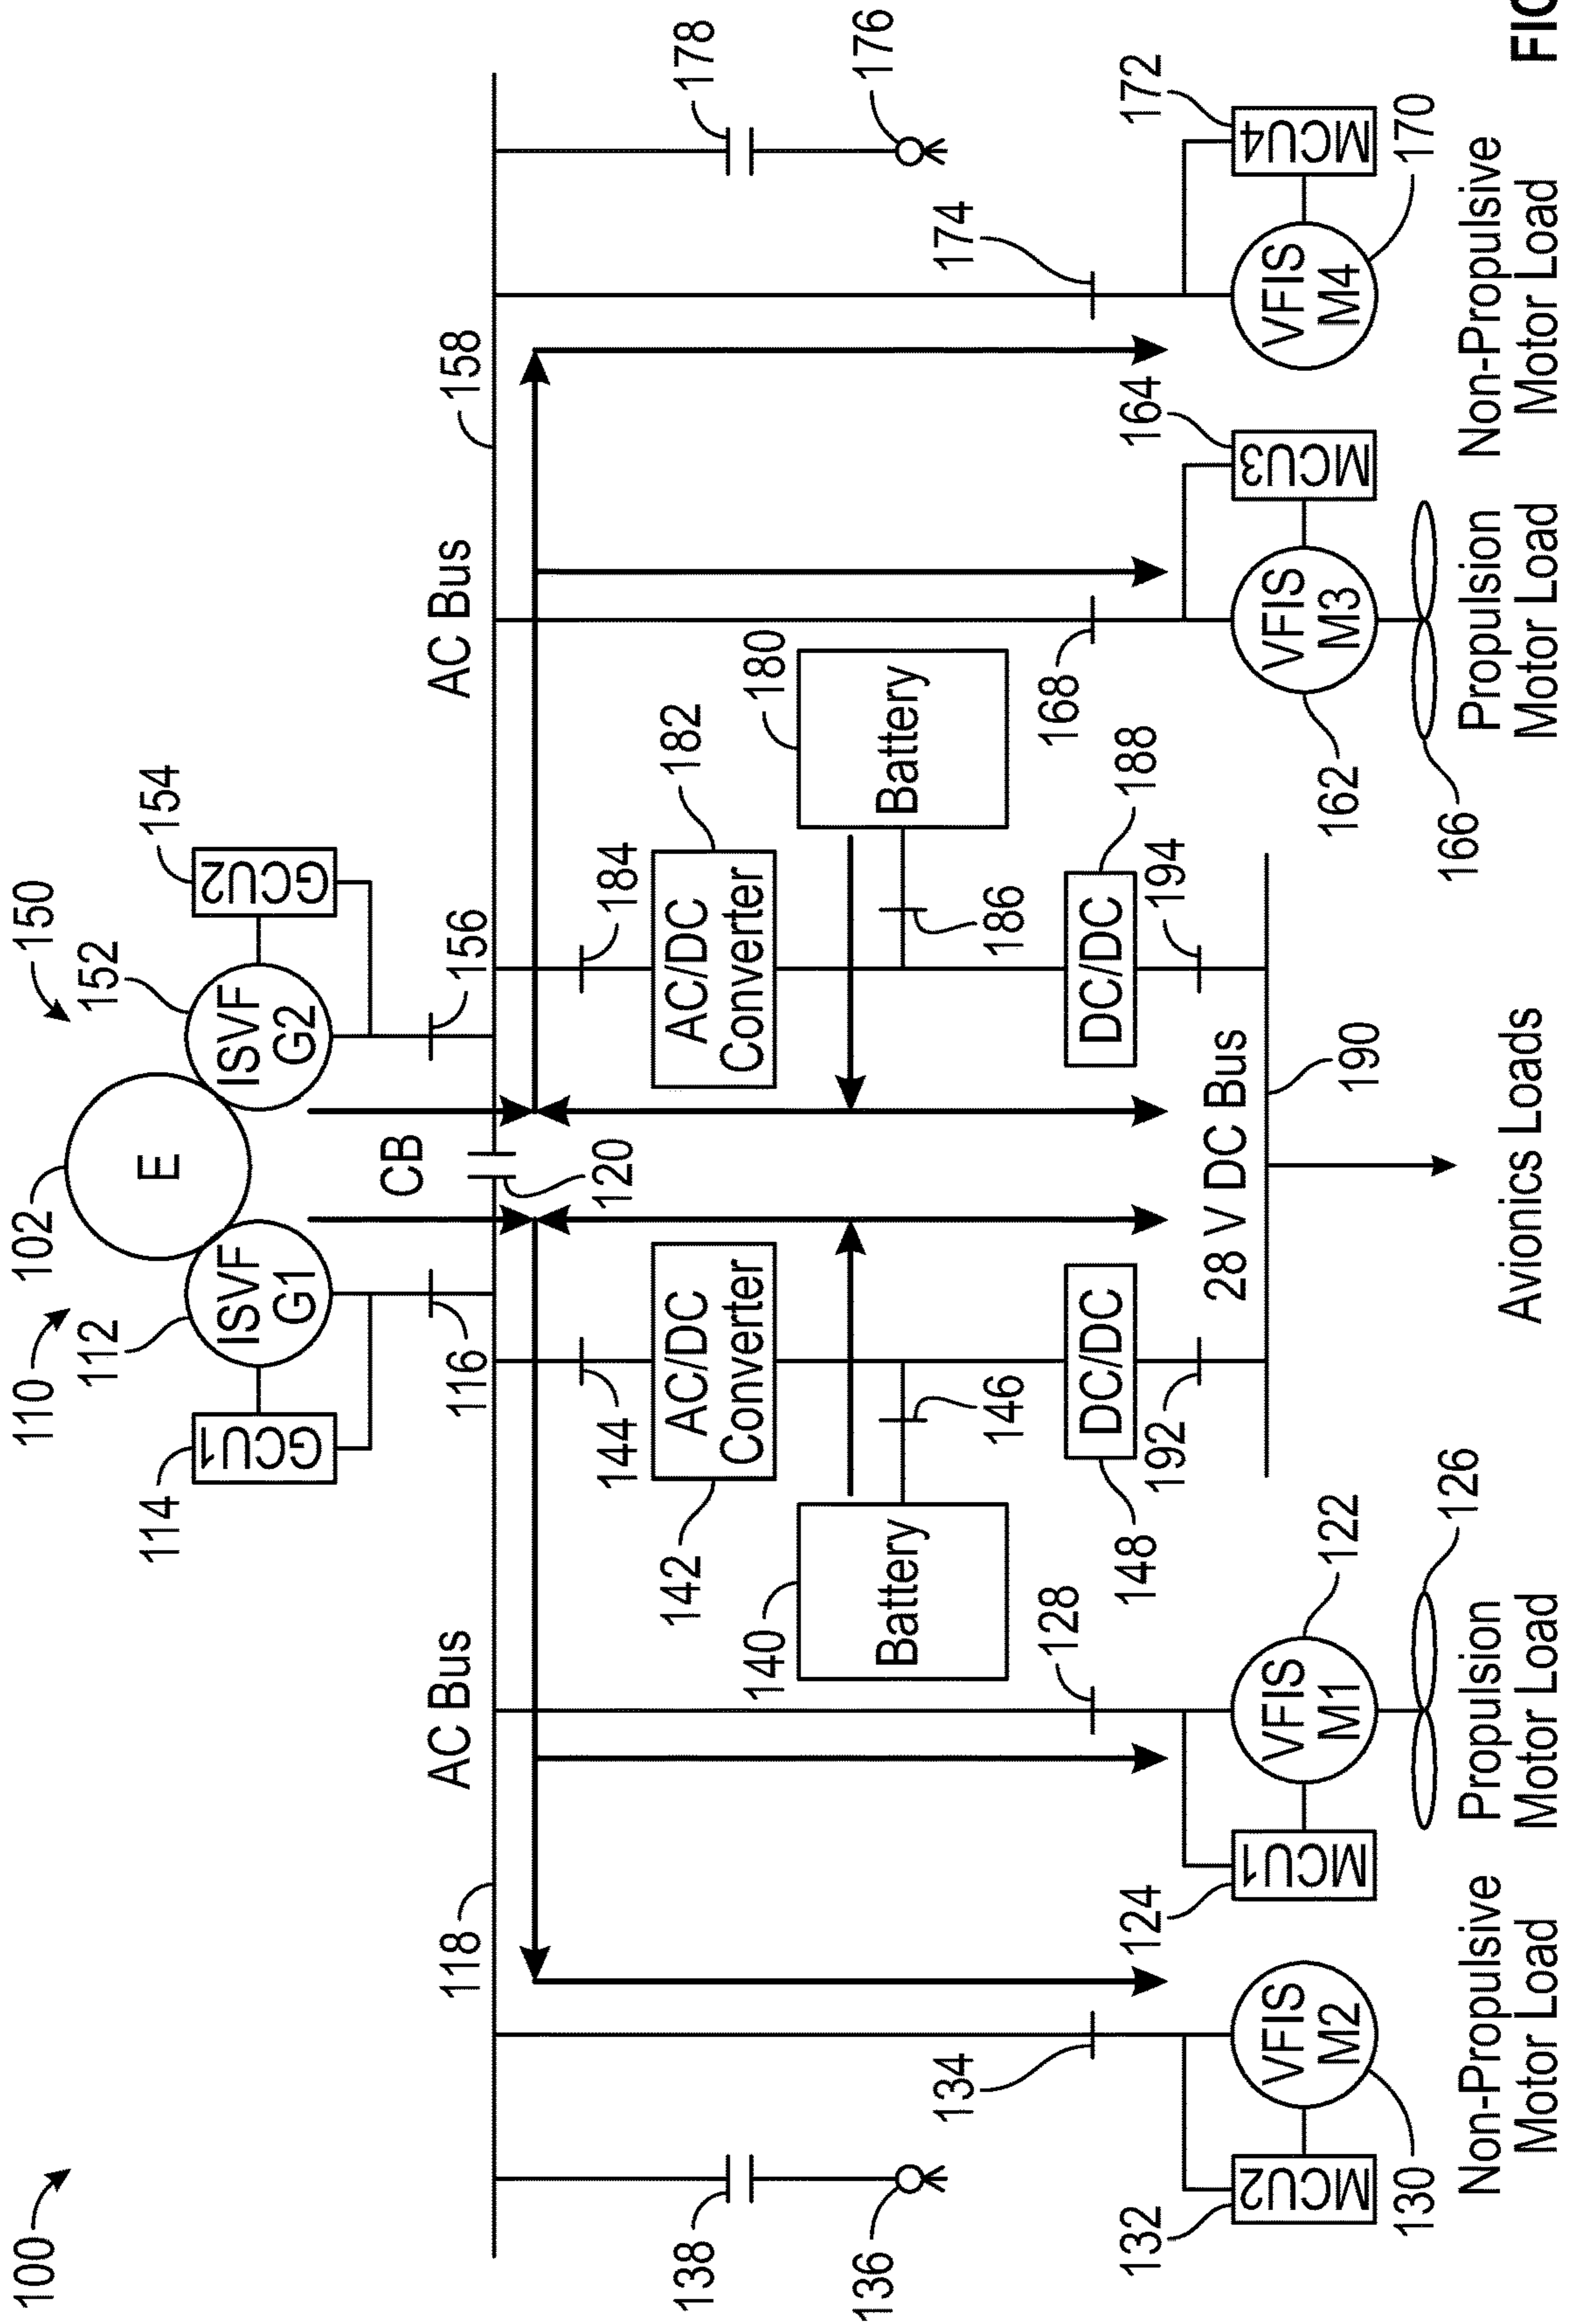 100
110
102
150
112
152
114
154
E
GCU1
ISVF
G1
ISVF
G2
GCU2
CB
116
156
118
AC Bus
120
AC Bus
158
138
144
184
178
142
AC/DC
Converter
AC/DC
Converter
182
140
Battery
146
186
Battery
180
136
176
134
128
168
174
148
DC/DC
DC/DC
188
192
194
28 V DC Bus
190
132
MCU2
VFIS
M2
130
124
MCU1
VFIS
M1
122
126
162
VFIS
M3
MCU3
164
166
VFIS
M4
MCU4
172
170
Non-Propulsive
Motor Load
Propulsion
Motor Load
Avionics Loads
Propulsion
Motor Load
Non-Propulsive
Motor Load